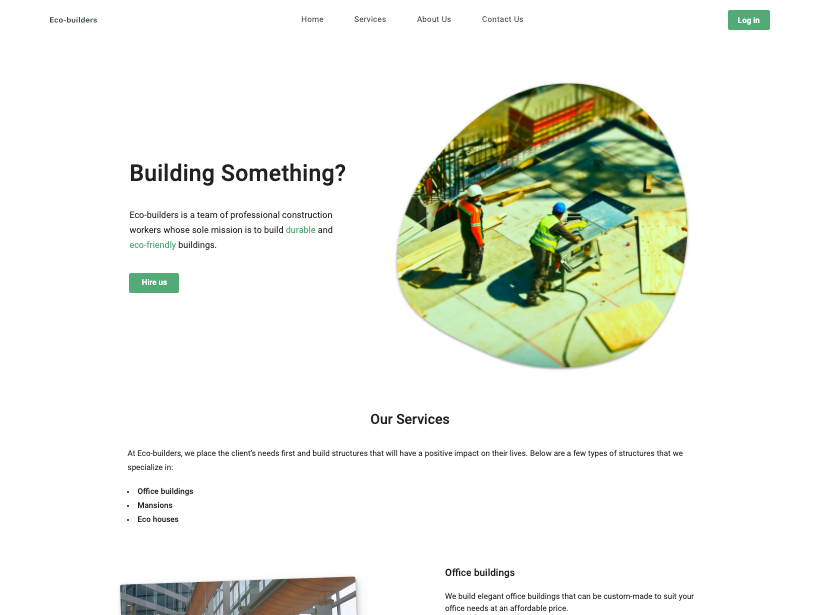 Eco-builders
Home Services About Us Contact Us
Log in
Building Something?
Eco-builders is a team of professional construction
workers whose sole mission is to build durable and
eco-friendly buildings.
Hire us
Our Services
At Eco-builders, we place the client's needs first and build structures that will have a positive impact on their lives. Below are a few types of structures that we
specialize in:
• Office buildings
• Mansions
• Eco houses
Office buildings
We build elegant office buildings that can be custom-made to suit your
office needs at an affordable price.